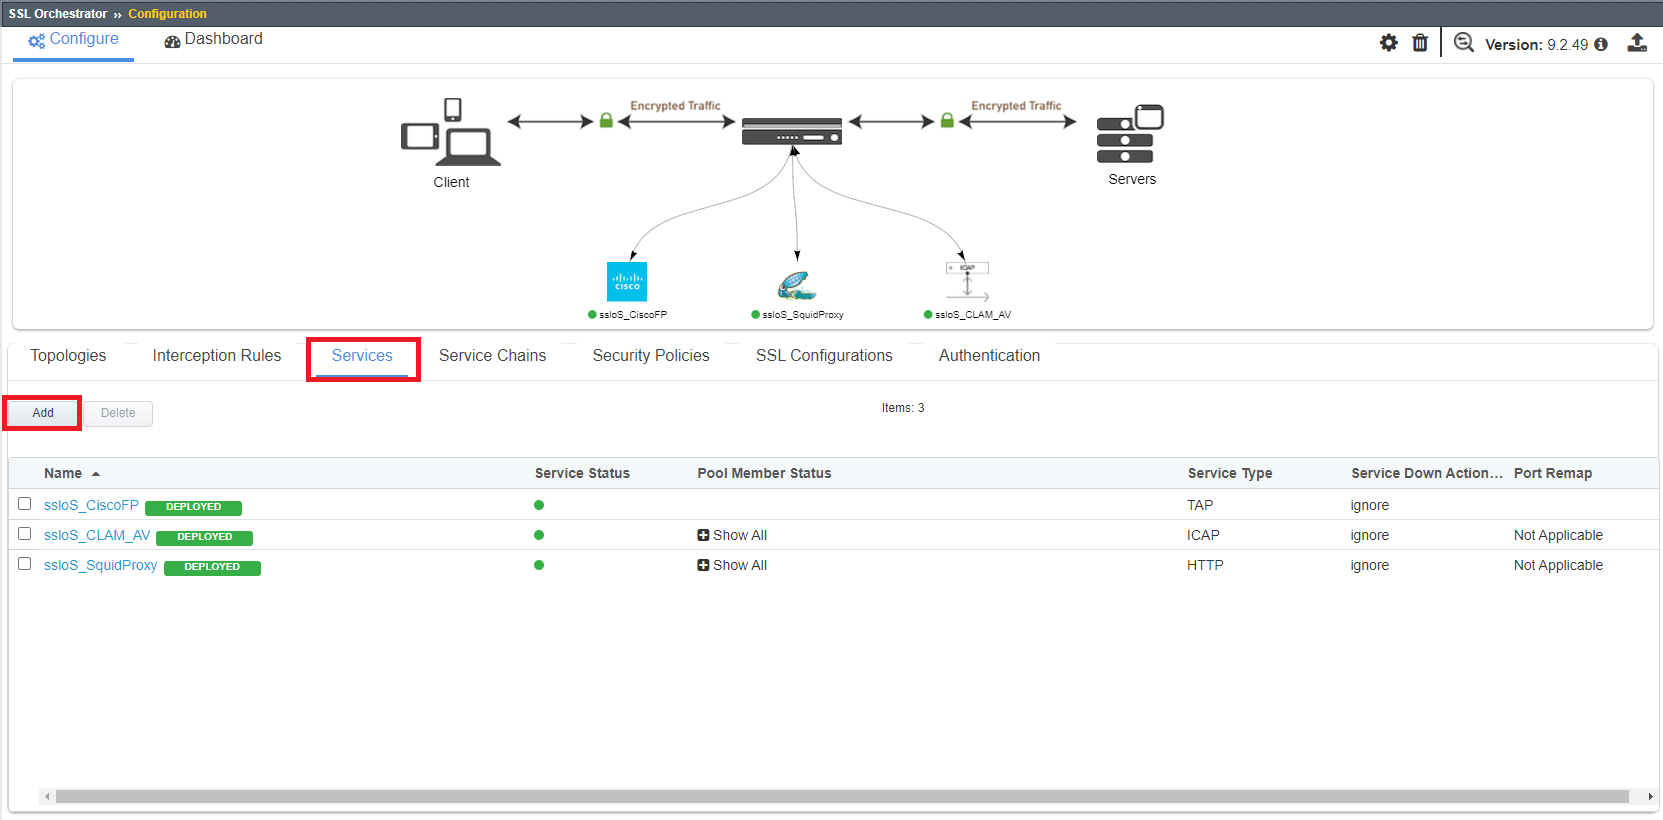 SSL Orchestrator ›› Configuration
Configure Dashboard
Version: 9.2.49
Encrypted Traffic Encrypted Traffic
Client Servers
ICAP
CISCO
ssloS_CiscoFP ssloS_SquidProxy ssloS_CLAM_AV
Topologies Interception Rules Services Service Chains Security Policies SSL Configurations Authentication
Add Delete Items: 3
Name Service Status Pool Member Status Service Type Service Down Action... Port Remap
ssloS_CiscoFP DEPLOYED TAP ignore
ssloS_CLAM_AV DEPLOYED Show All ICAP ignore Not Applicable
ssloS_SquidProxy DEPLOYED Show All HTTP ignore Not Applicable